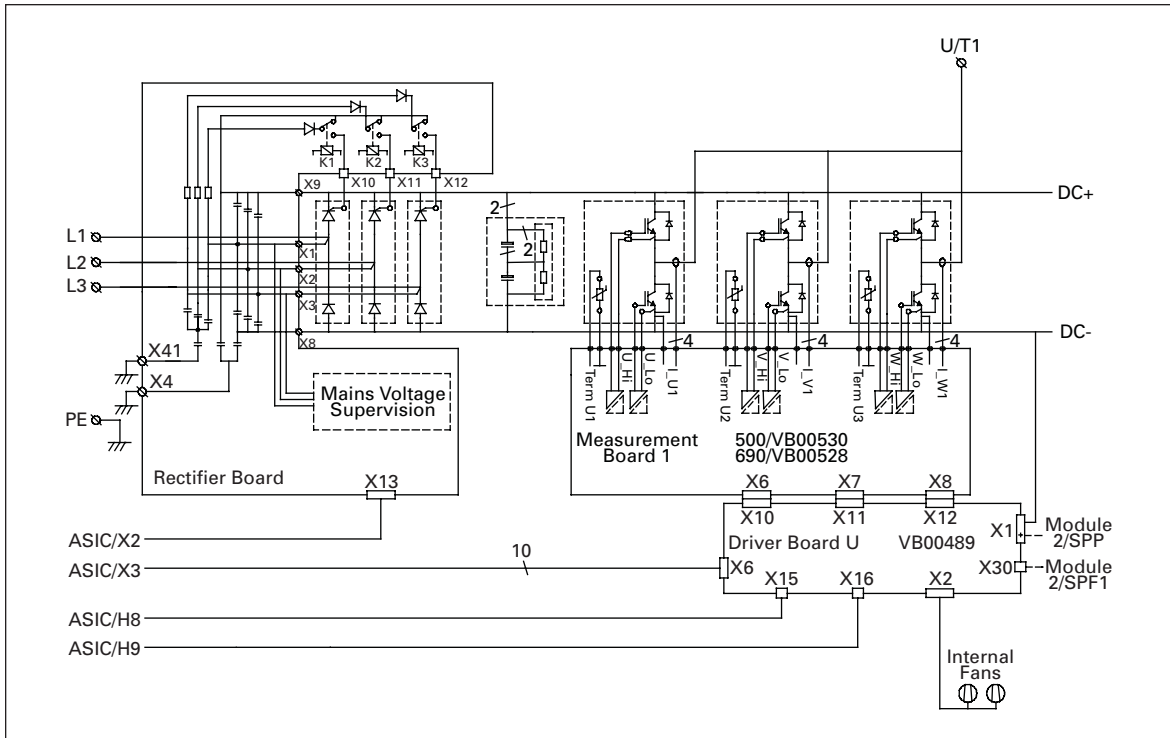 U/T1
K1 K2 K3
X9 X10 X11 X12
DC+
2
2
L1
X1
L2
X2
L3
X3
DC-
X8
4 4 4
X41
X4
Term U1 U_Hi U_Lo I_U1
Term U2 V_Hi V_Lo I_V1
Term U3 W_Hi W_Lo I_W1
PE
Mains Voltage
Supervision
Measurement
Board 1
500/VB00530
690/VB00528
Rectifier Board
X13
X6 X7 X8
X10 X11 X12
ASIC/X2
Driver Board U VB00489
X1
Module
2/SPP
ASIC/X3
10
X6
X15 X16 X2
X30
Module
2/SPF1
ASIC/H8
ASIC/H9
Internal
Fans